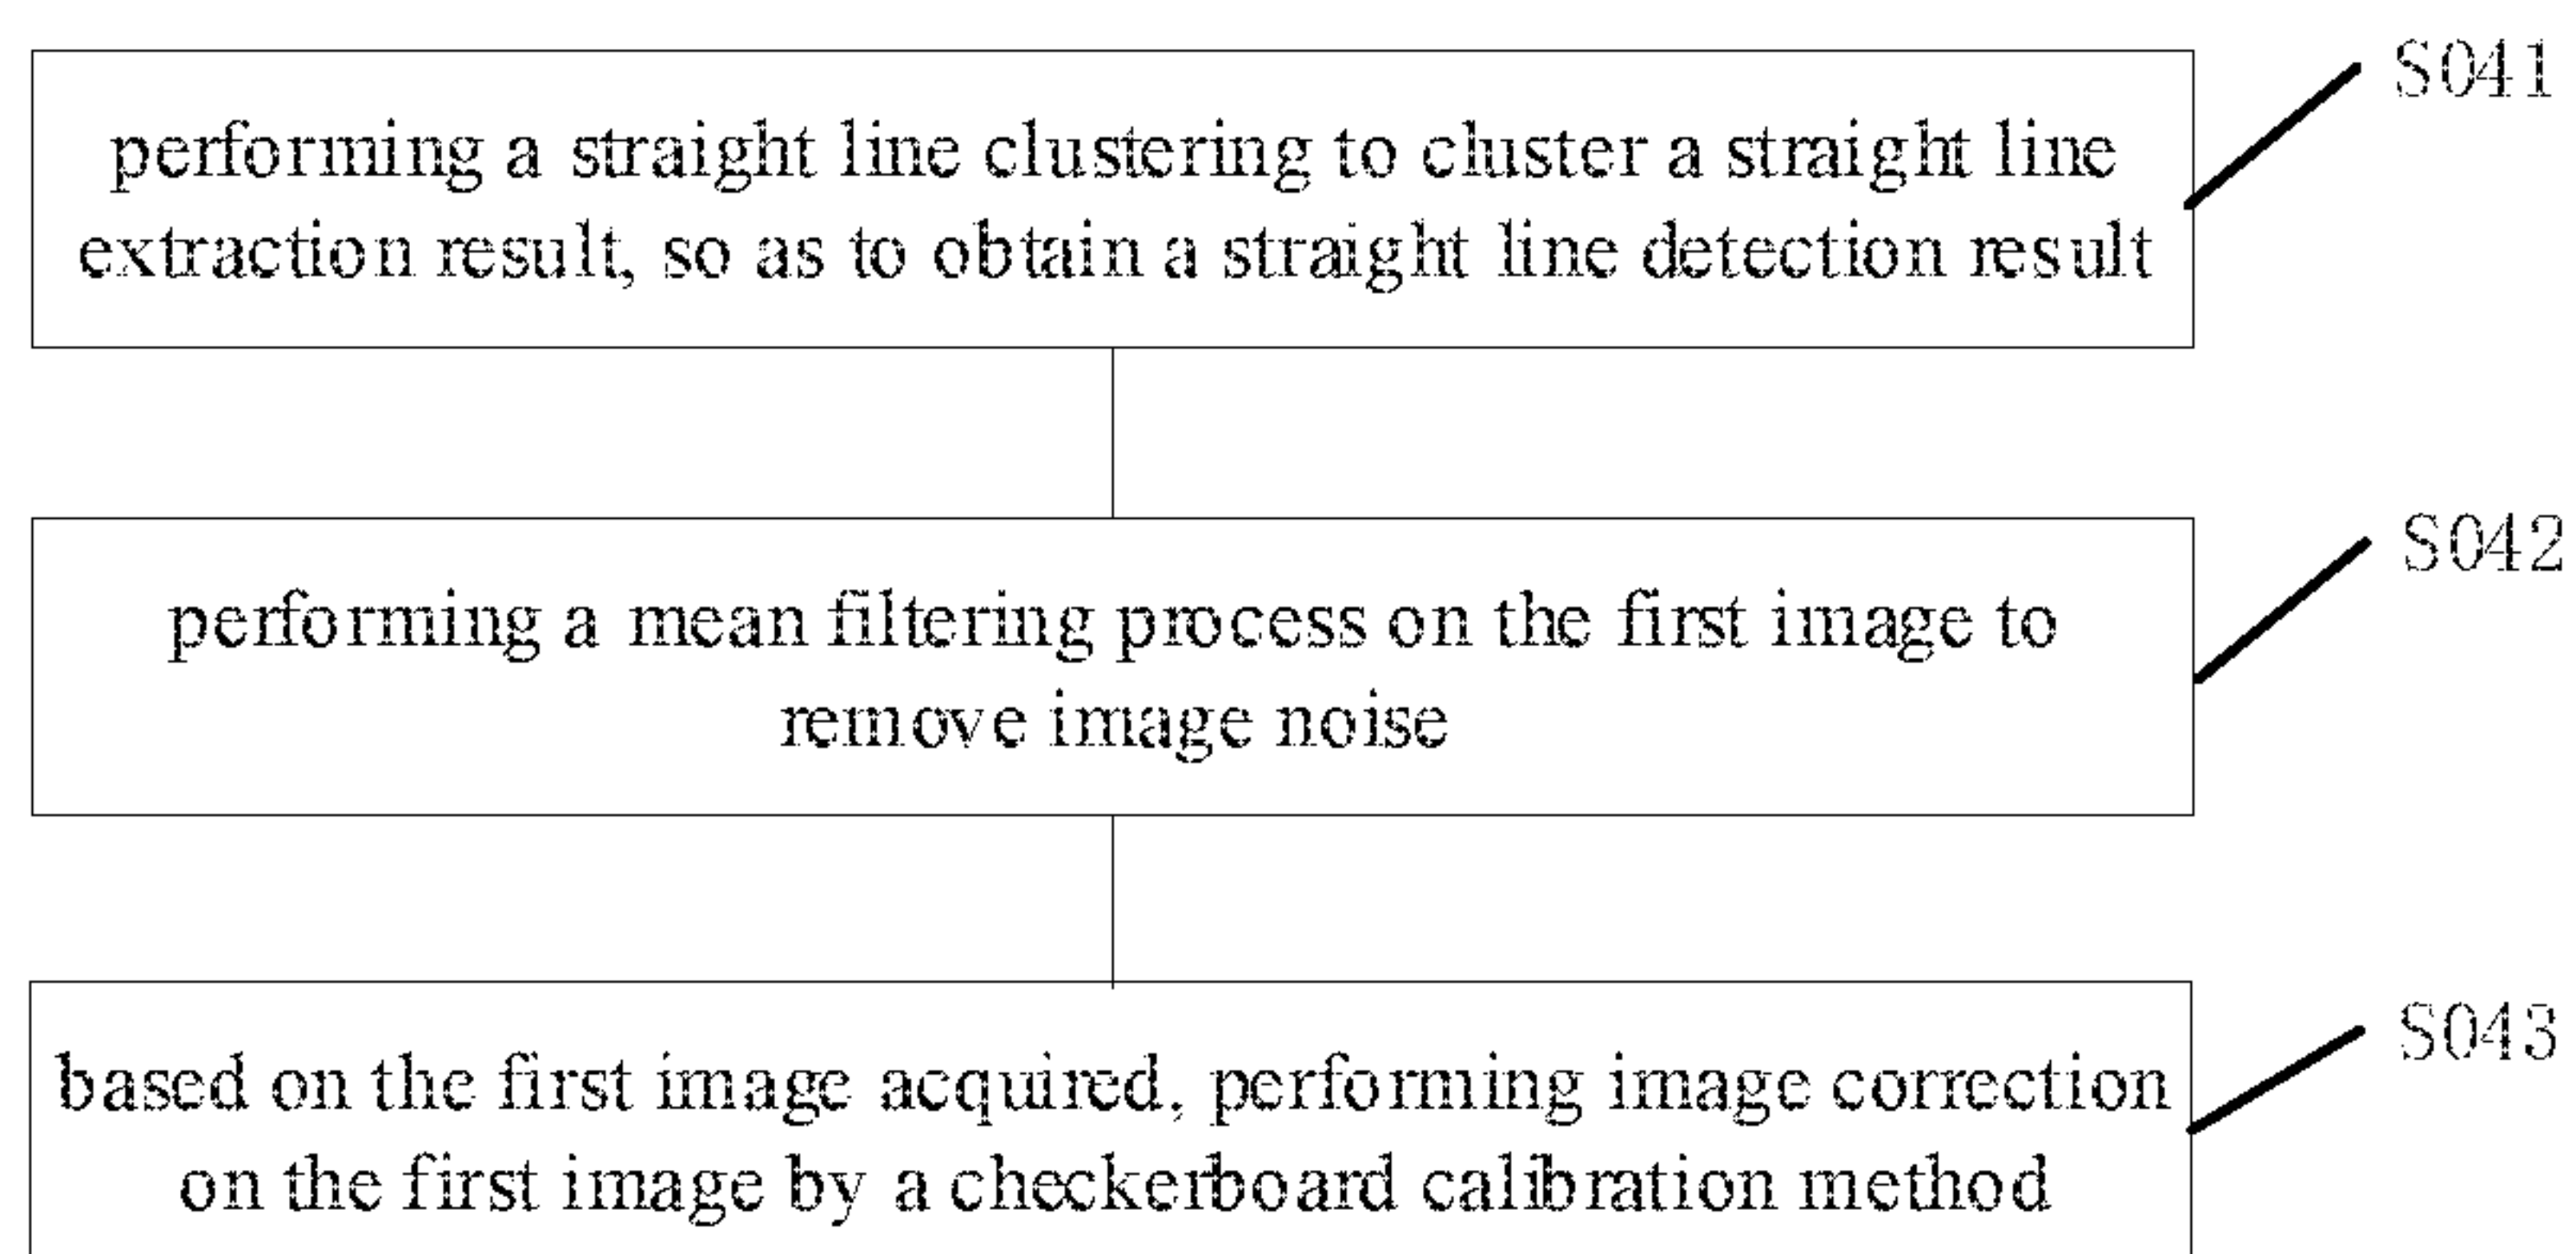 S041
performing a straight line clustering to cluster a straight line
extraction result, so as to obtain a straight line detection result
S042
performing a mean filtering process on the first image to
remove image noise
S043
based on the first image acquired, performing image correction
on the first image by a checkerboard calibration method